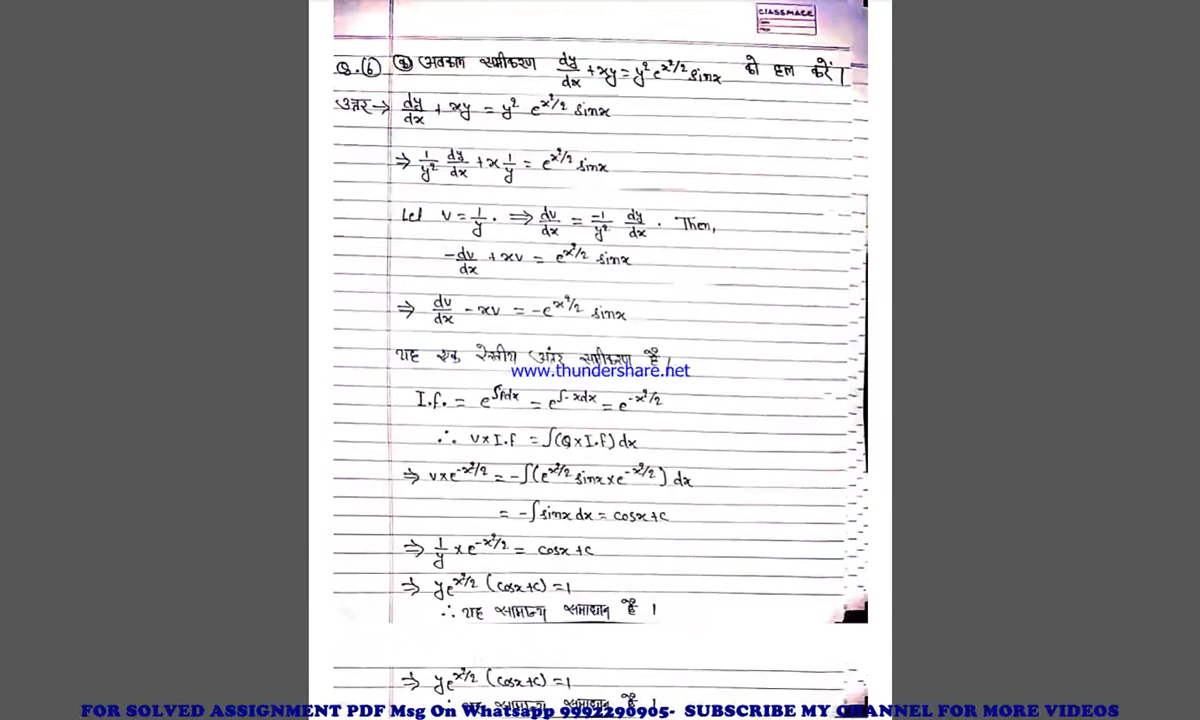 CLASSMATE
Q.(6) (क) अवकल समीकरण dy/dx + xy = y² e^(x²/2) sinx को हल करें।
उत्तर → dy/dx + xy = y² e^(x²/2) sinx
⇒ 1/y² dy/dx + x 1/y = e^(x²/2) sinx
Let v = 1/y. ⇒ dv/dx = -1/y² dy/dx. Then,
-dv/dx + xv = e^(x²/2) sinx
⇒ dv/dx - xv = -e^(x²/2) sinx
यह एक रैखीय अंतर समीकरण है।
www.thundershare.net
I.f. = e^(∫Pdx) = e^(∫-xdx) = e^(-x²/2)
∴ v×I.f = ∫(Q×I.f) dx
⇒ v×e^(-x²/2) = -∫(e^(x²/2) sinx×e^(-x²/2)) dx
= -∫sinx dx = cosx+c
⇒ 1/y ×e^(-x²/2) = cosx+c
⇒ ye^(x²/2) (cosx+c) =1
∴ यह सामान्य समाधान है।
⇒ ye^(x²/2) (cosx+c) =1
FOR SOLVED ASSIGNMENT PDF Msg On Whatsapp 9992290905- SUBSCRIBE MY CHANNEL FOR MORE VIDEOS